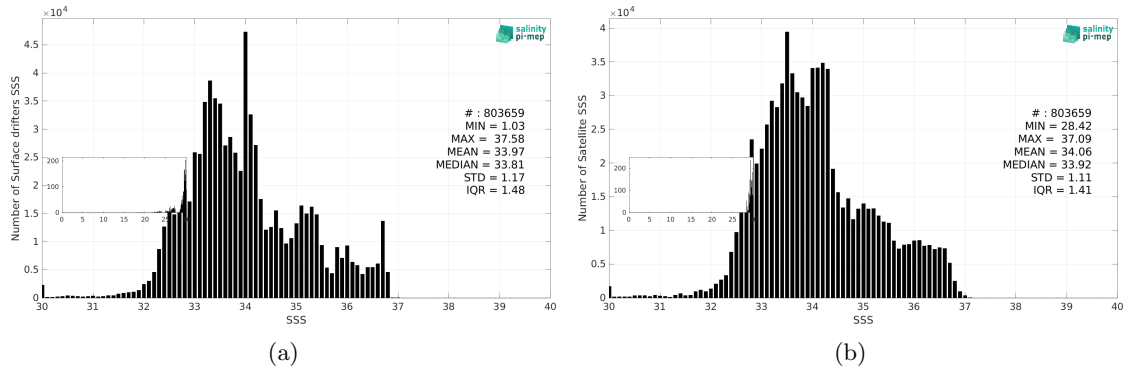 ×10⁴
4.5
4
3.5
3
2.5
2
1.5
1
0.5
0
Number of Surface drifters SSS
salinity
pi-mep
# : 803659
MIN = 1.03
MAX = 37.58
MEAN = 33.97
MEDIAN = 33.81
STD = 1.17
IQR = 1.48
200
100
0
0 5 10 15 20 25
30 31 32 33 34 35 36 37 38 39 40
SSS
(a)
×10⁴
4
3.5
3
2.5
2
1.5
1
0.5
0
Number of Satellite SSS
salinity
pi-mep
# : 803659
MIN = 28.42
MAX = 37.09
MEAN = 34.06
MEDIAN = 33.92
STD = 1.11
IQR = 1.41
200
100
0
0 5 10 15 20 25
30 31 32 33 34 35 36 37 38 39 40
SSS
(b)